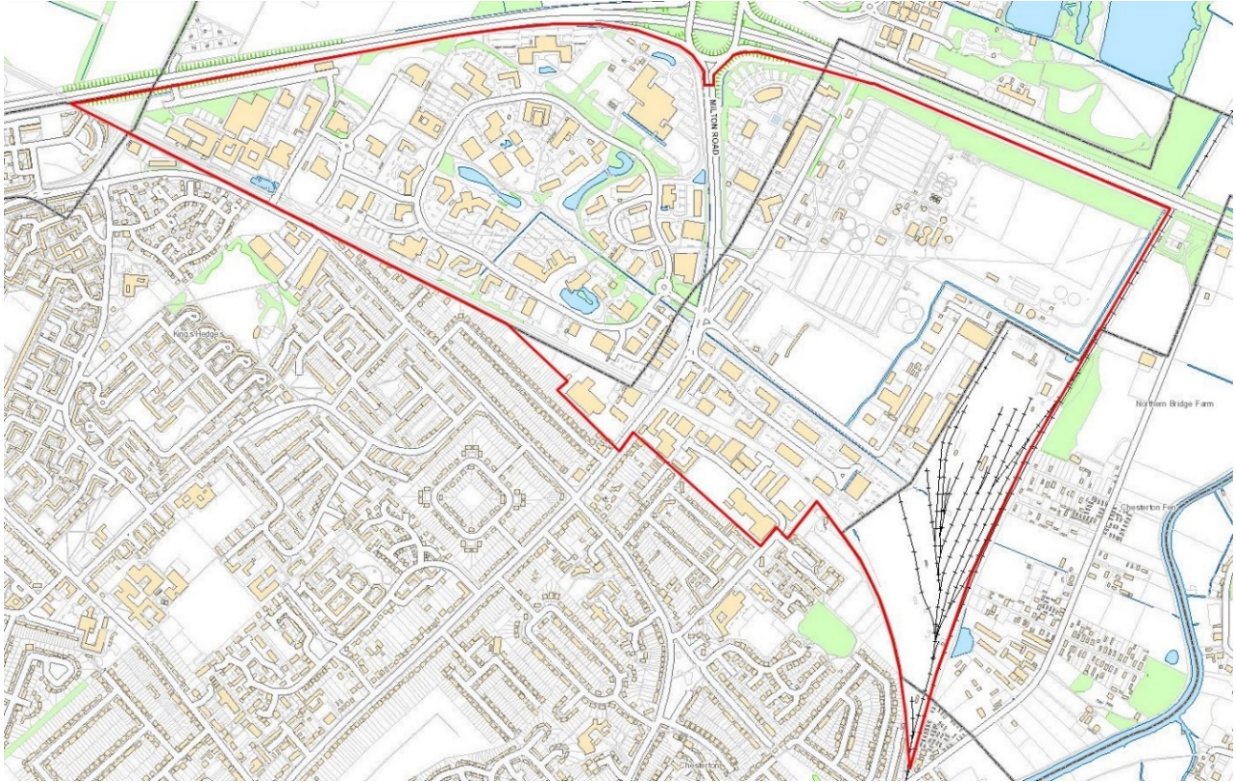 MILTON ROAD
King's Hedges
Northern Bridge Farm
Chesterton Fen
Chesterton